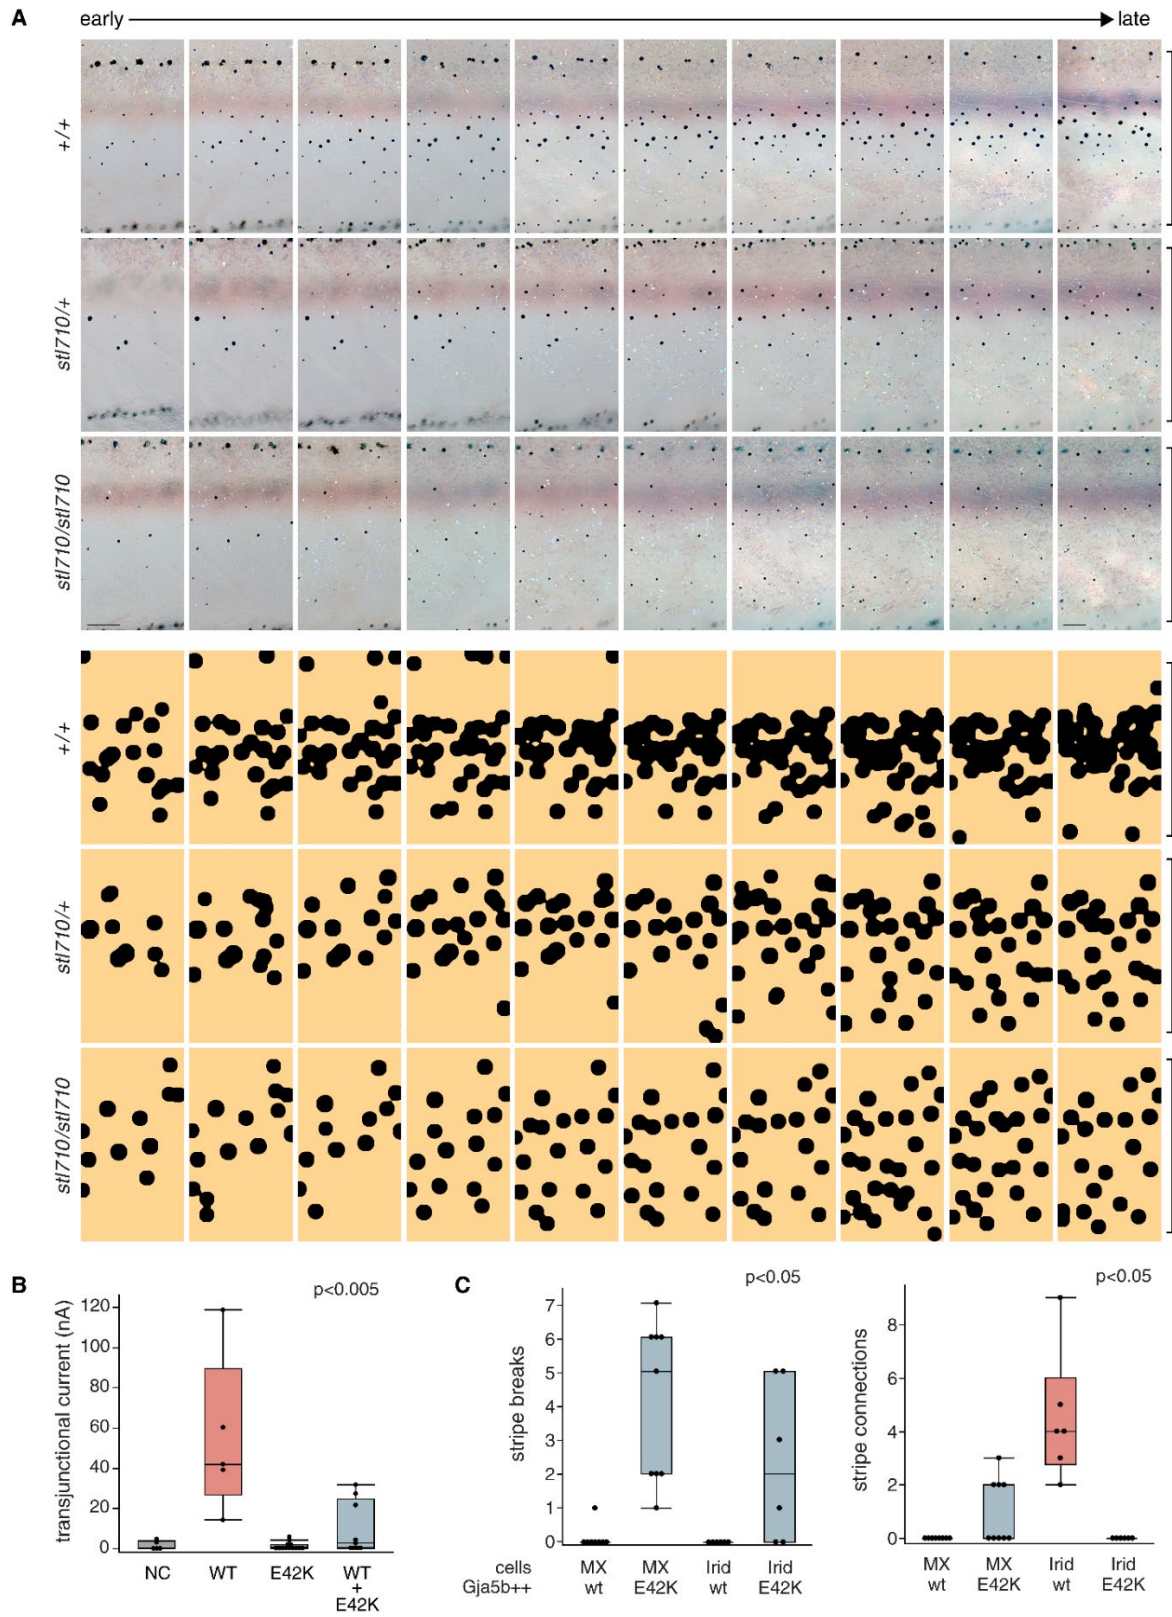 A
early
late
+/+
stl710/+
stl710/stl710
+/+
stl710/+
stl710/stl710
B
p<0.005
transjunctional current (nA)
120
100
80
60
40
20
0
NC
WT
E42K
WT
+
E42K
C
p<0.05
stripe breaks
7
6
5
4
3
2
1
0
cells
Gja5b++
MX
wt
MX
E42K
Irid
wt
Irid
E42K
p<0.05
stripe connections
8
6
4
2
0
MX
wt
MX
E42K
Irid
wt
Irid
E42K